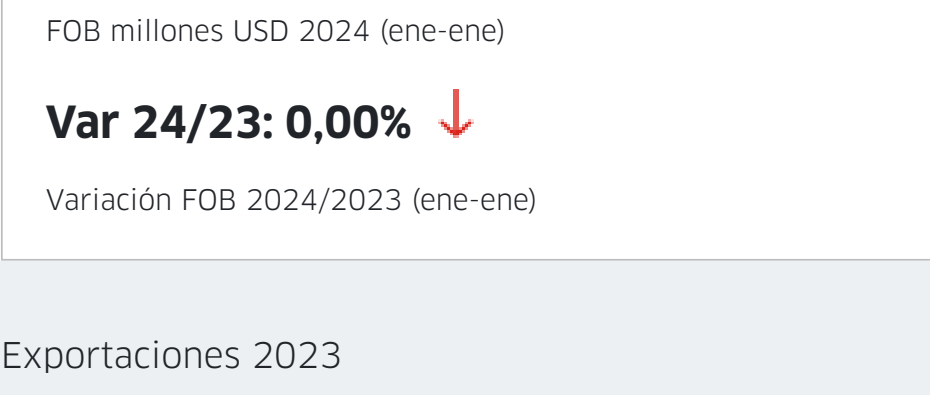 FOB millones USD 2024 (ene-ene)
Var 24/23: 0,00%
Variación FOB 2024/2023 (ene-ene)
Exportaciones 2023